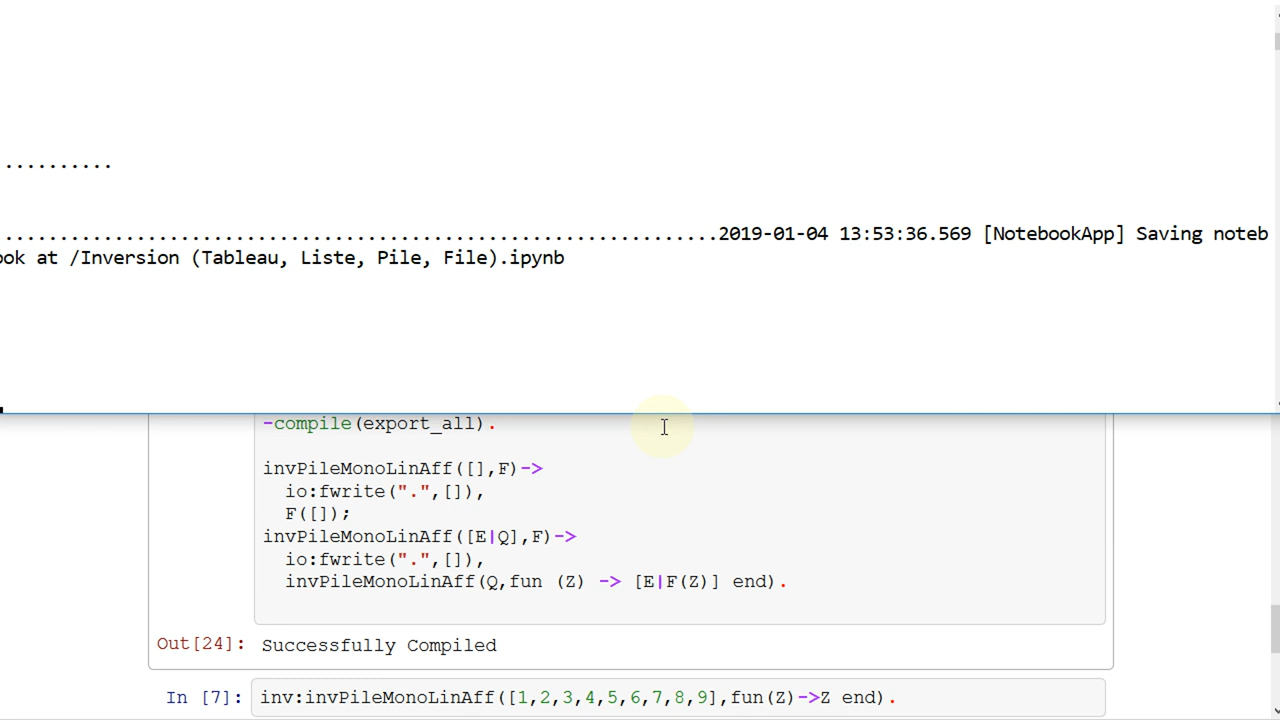 ..........
.................................................................2019-01-04 13:53:36.569 [NotebookApp] Saving noteb
ook at /Inversion (Tableau, Liste, Pile, File).ipynb
-compile(export_all).
invPileMonoLinAff([],F)->
io:fwrite(".",[]),
F([]);
invPileMonoLinAff([E|Q],F)->
io:fwrite(".",[]),
invPileMonoLinAff(Q,fun (Z) -> [E|F(Z)] end).
Out[24]: Successfully Compiled
In [7]: inv:invPileMonoLinAff([1,2,3,4,5,6,7,8,9],fun(Z)->Z end).